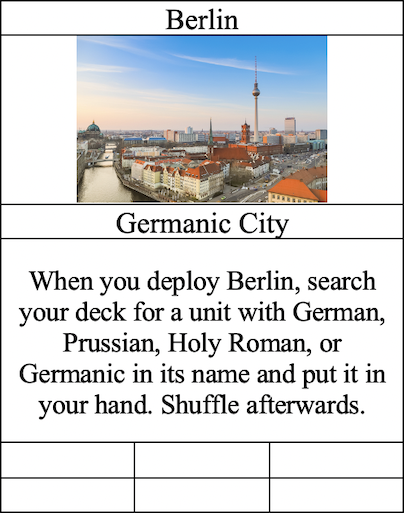 Berlin
Germanic City
When you deploy Berlin, search
your deck for a unit with German,
Prussian, Holy Roman, or
Germanic in its name and put it in
your hand. Shuffle afterwards.